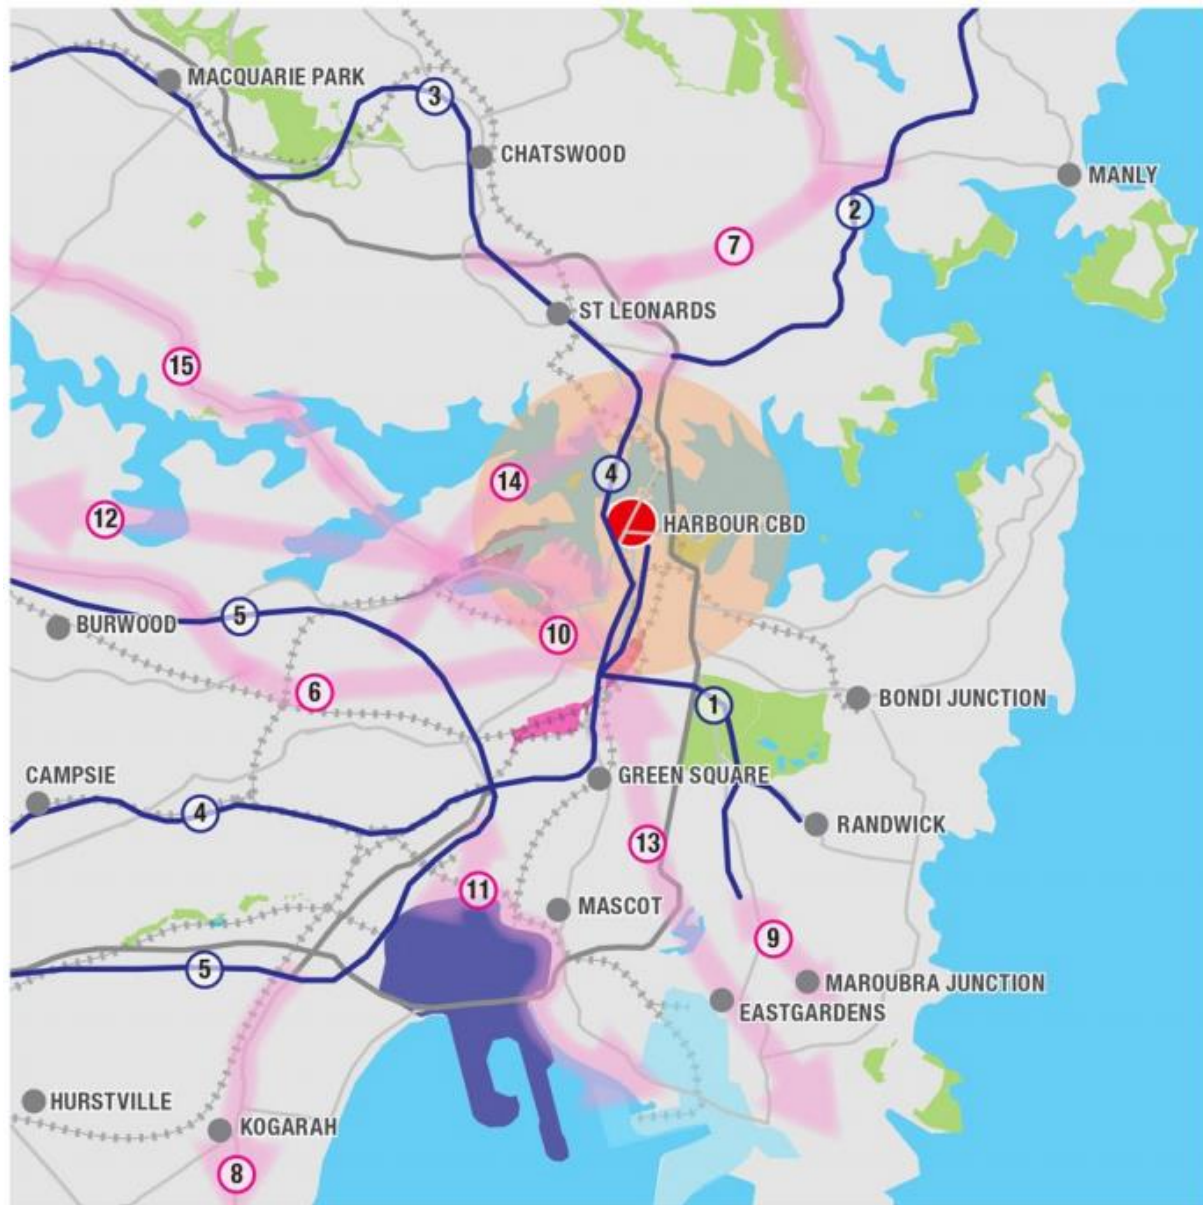 MACQUARIE PARK
3
CHATSWOOD
MANLY
2
7
ST LEONARDS
15
14
4
12
HARBOUR CBD
5
BURWOOD
10
6
BONDI JUNCTION
1
CAMPSIE
GREEN SQUARE
4
RANDWICK
13
11
MASCOT
9
5
MAROUBRA JUNCTION
EASTGARDENS
HURSTVILLE
KOGARAH
8